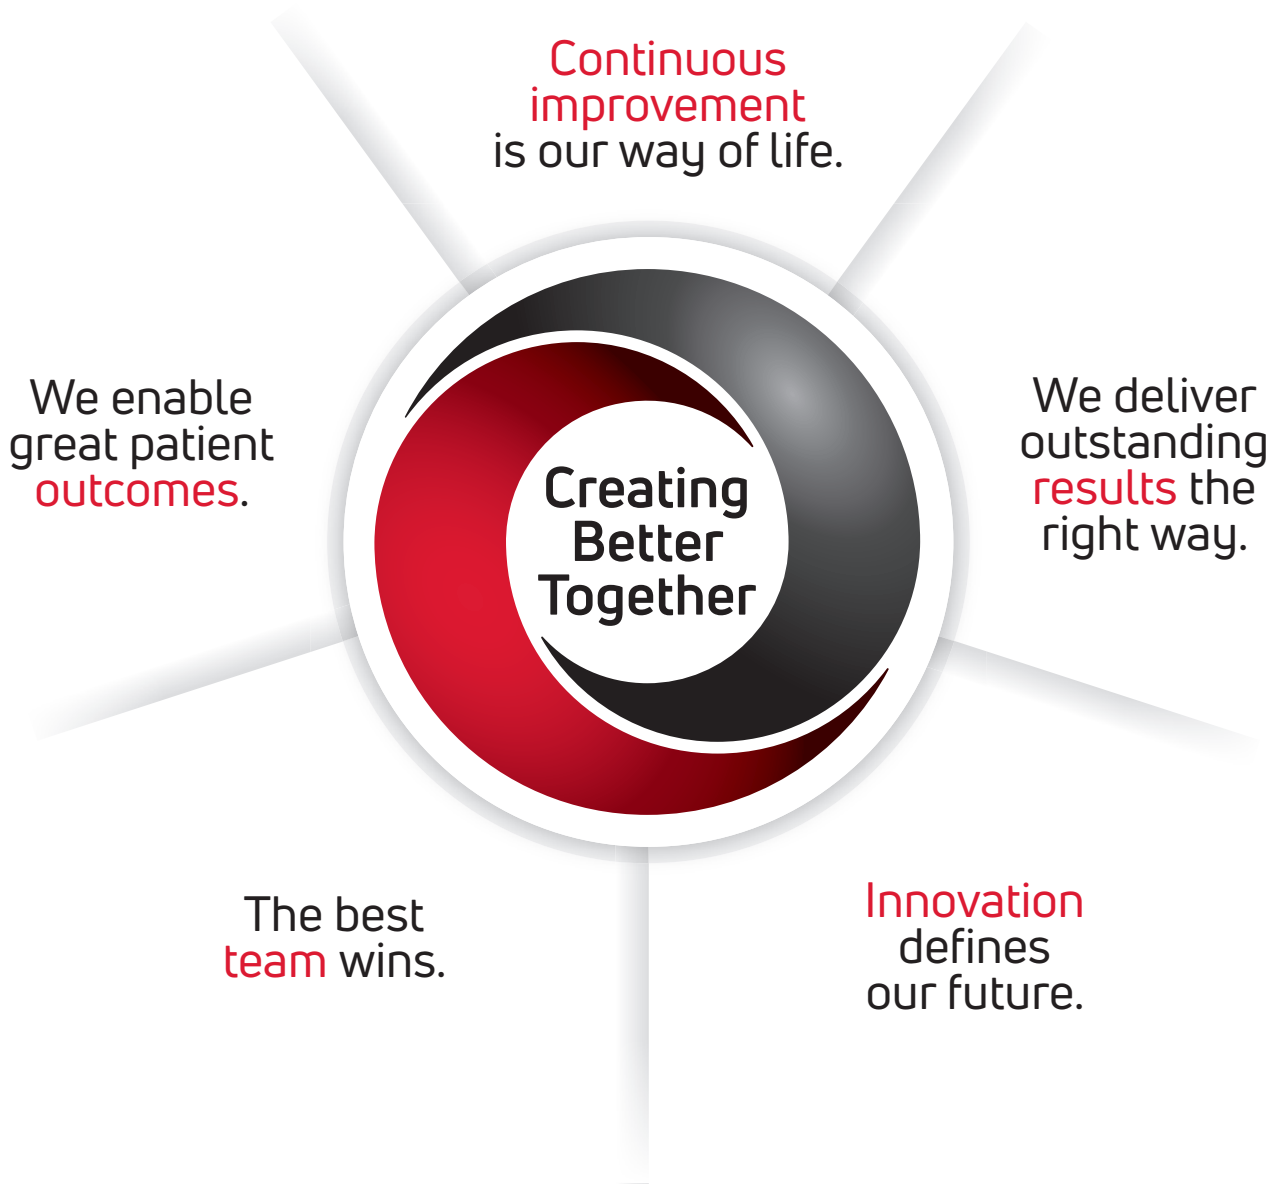 Continuous
improvement
is our way of life.
We enable
great patient
outcomes.
Creating
Better
Together
We deliver
outstanding
results the
right way.
The best
team wins.
Innovation
defines
our future.